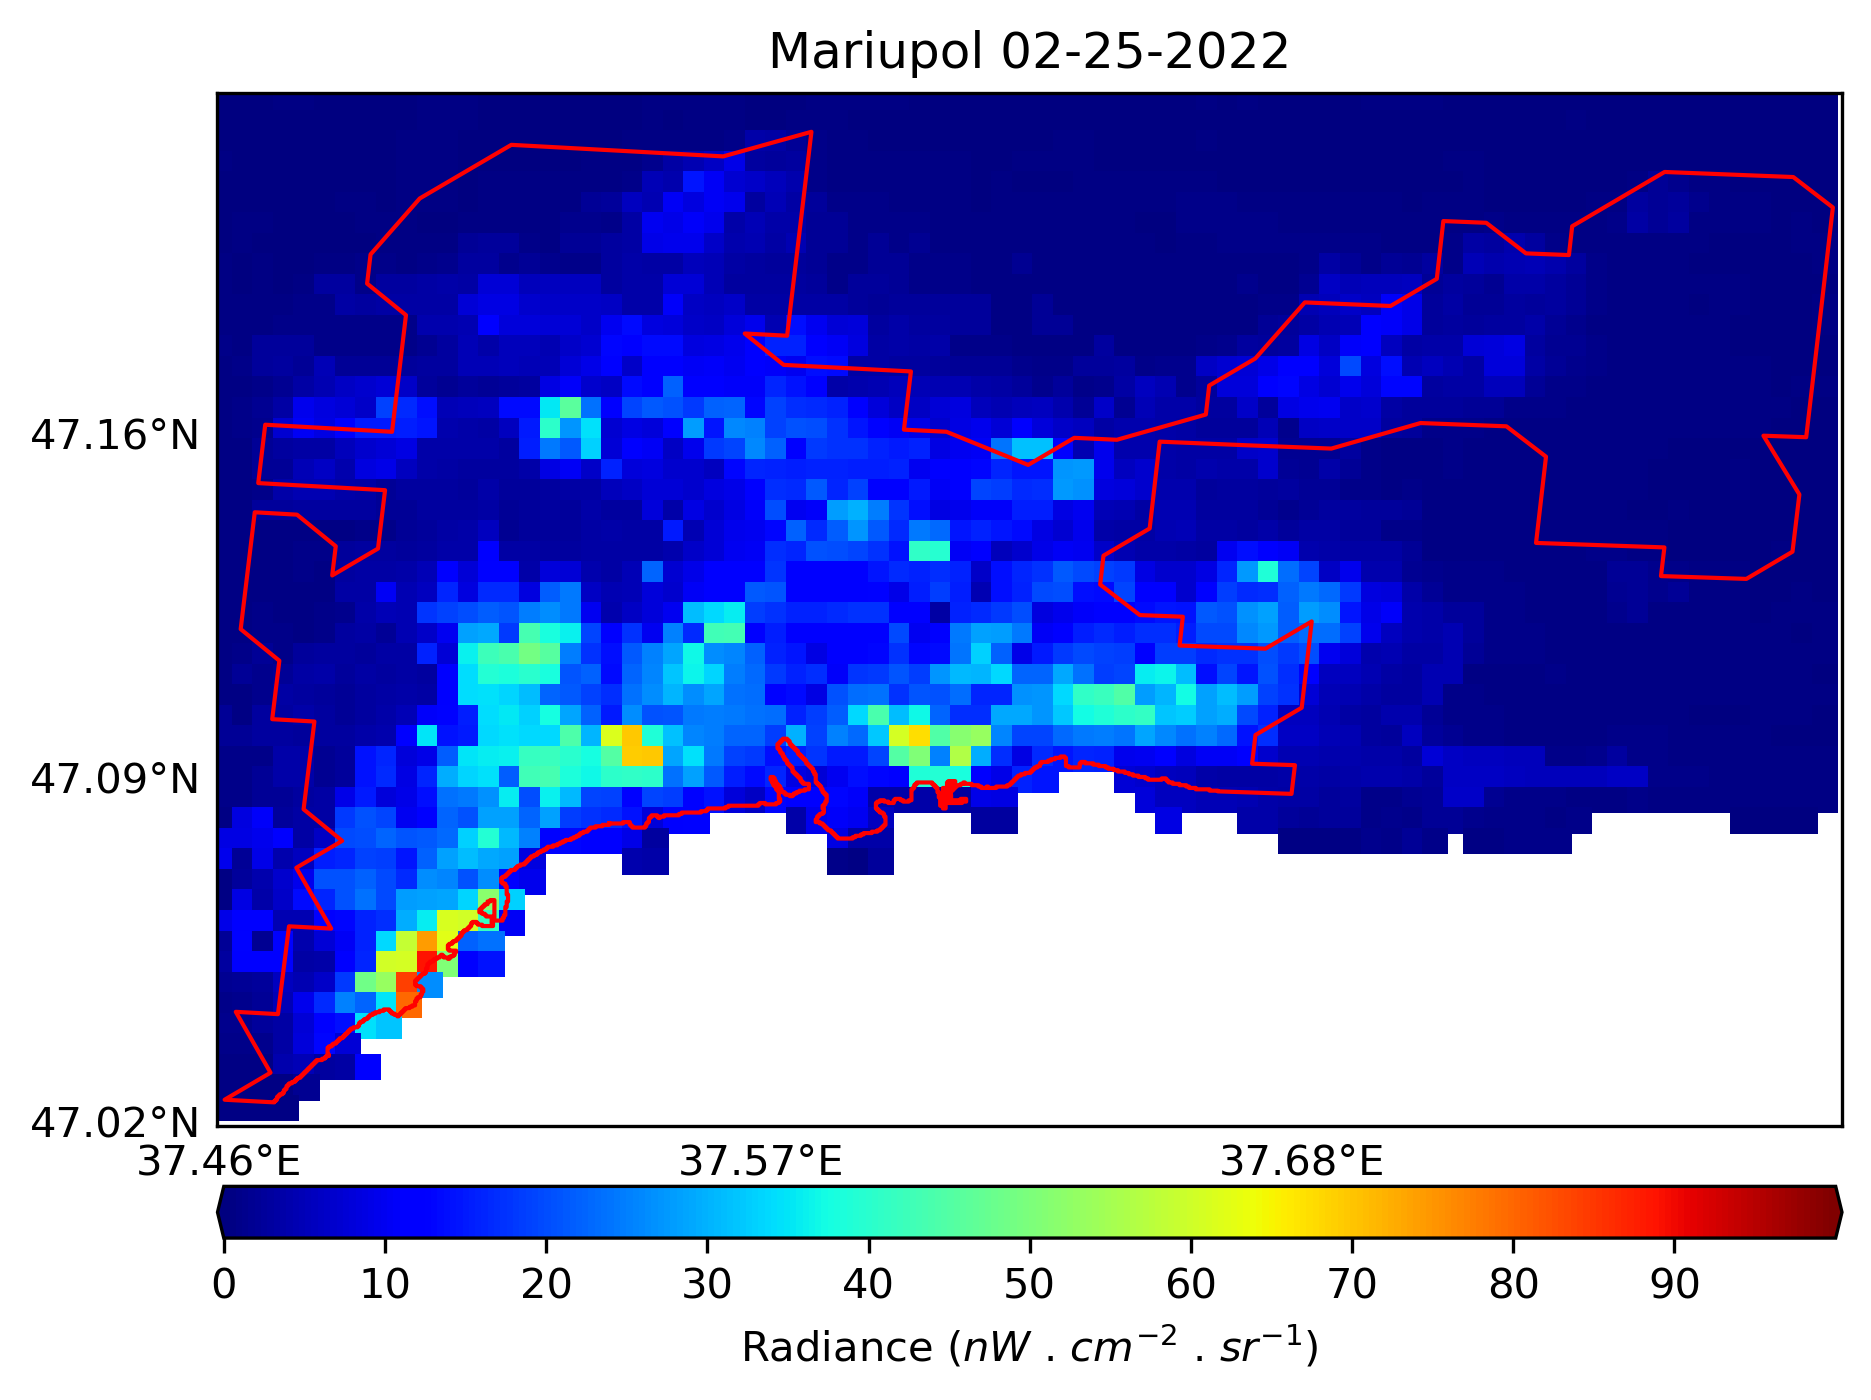 Mariupol 02-25-2022
47.16°N
47.09°N
47.02°N
37.46°E 37.57°E 37.68°E
0 10 20 30 40 50 60 70 80 90
Radiance (nW . cm⁻² . sr⁻¹)